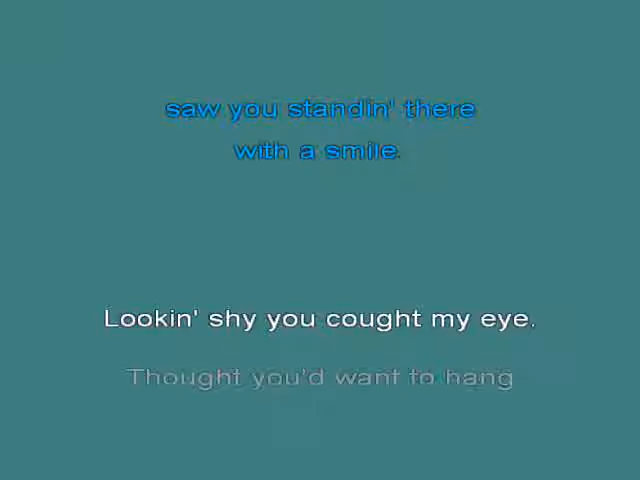 saw you standin' there
with a smile.
Lookin' shy you cought my eye.
Thought you'd want to hang